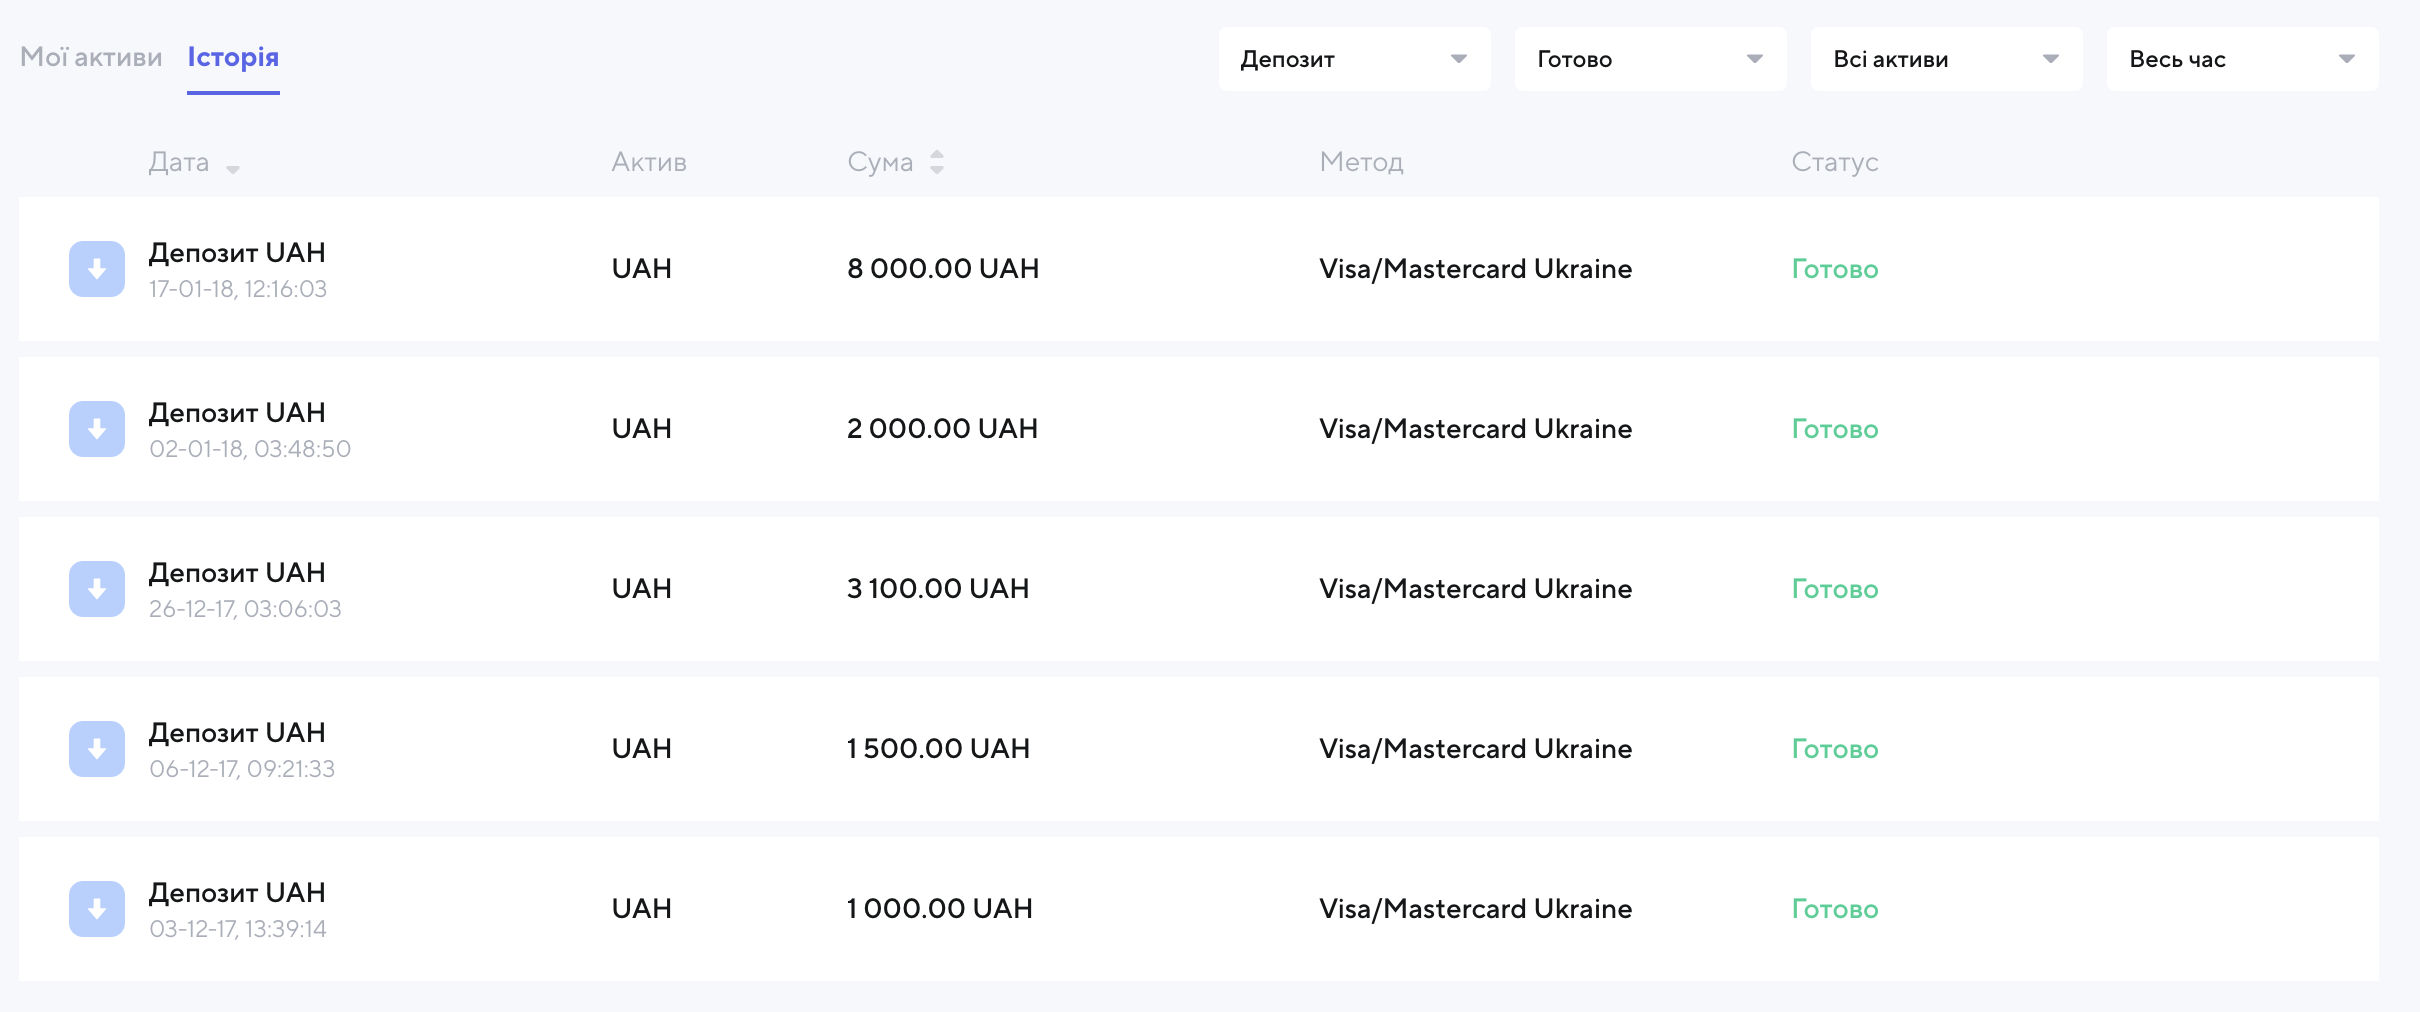 Мої активи Історія Депозит Готово Всі активи Весь час
Дата Актив Сума Метод Статус
Депозит UAH
17-01-18, 12:16:03
UAH 8 000.00 UAH Visa/Mastercard Ukraine Готово
Депозит UAH
02-01-18, 03:48:50
UAH 2 000.00 UAH Visa/Mastercard Ukraine Готово
Депозит UAH
26-12-17, 03:06:03
UAH 3 100.00 UAH Visa/Mastercard Ukraine Готово
Депозит UAH
06-12-17, 09:21:33
UAH 1 500.00 UAH Visa/Mastercard Ukraine Готово
Депозит UAH
03-12-17, 13:39:14
UAH 1 000.00 UAH Visa/Mastercard Ukraine Готово